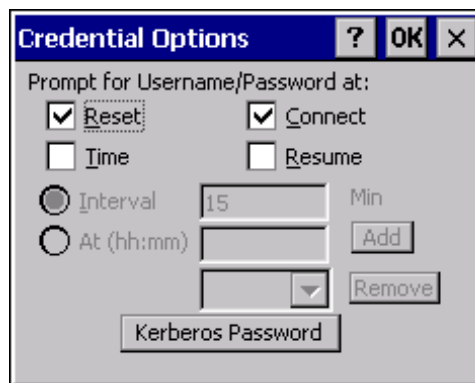 Credential Options ? OK ×
Prompt for Username/Password at:
Reset Connect
Time Resume
Interval 15 Min
At (hh:mm) Add
Remove
Kerberos Password